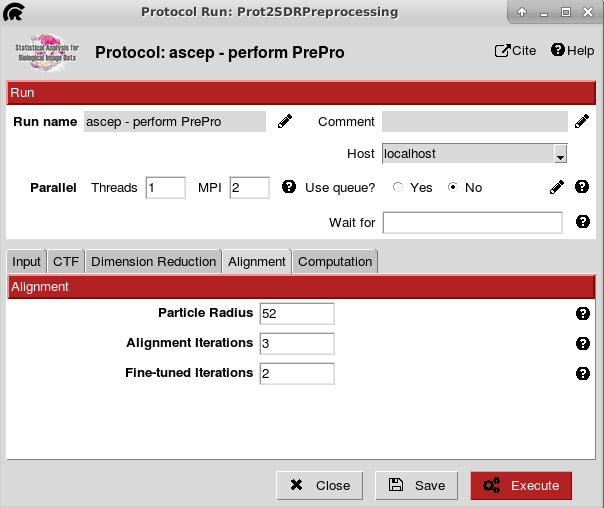 Protocol Run: Prot2SDRPreprocessing
Statistical Analysis for
Biological Image Data
Protocol: ascep - perform PrePro
Cite
Help
Run
Run name ascep - perform PrePro Comment
Host localhost
Parallel Threads 1 MPI 2 Use queue? Yes No
Wait for
Input CTF Dimension Reduction Alignment Computation
Alignment
Particle Radius 52
Alignment Iterations 3
Fine-tuned Iterations 2
Close Save Execute